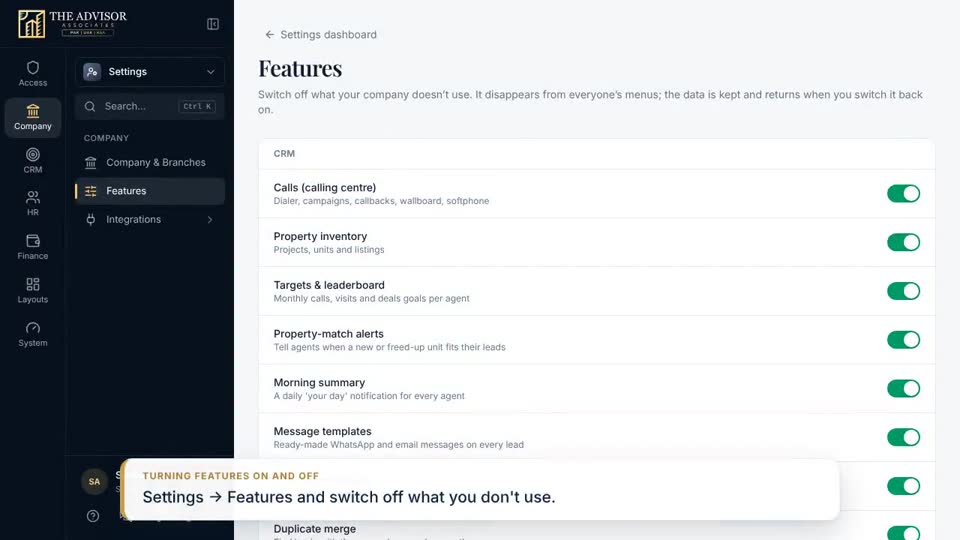 THE ADVISOR
ASSOCIATES
PAK | UAE | KSA
Settings
Search...
Ctrl K
Access
Company
CRM
HR
Finance
Layouts
System
COMPANY
Company & Branches
Features
Integrations
SA
Settings dashboard
Features
Switch off what your company doesn't use. It disappears from everyone's menus; the data is kept and returns when you switch it back
on.
CRM
Calls (calling centre)
Dialer, campaigns, callbacks, wallboard, softphone
Property inventory
Projects, units and listings
Targets & leaderboard
Monthly calls, visits and deals goals per agent
Property-match alerts
Tell agents when a new or freed-up unit fits their leads
Morning summary
A daily 'your day' notification for every agent
Message templates
Ready-made WhatsApp and email messages on every lead
TURNING FEATURES ON AND OFF
Settings → Features and switch off what you don't use.
Duplicate merge